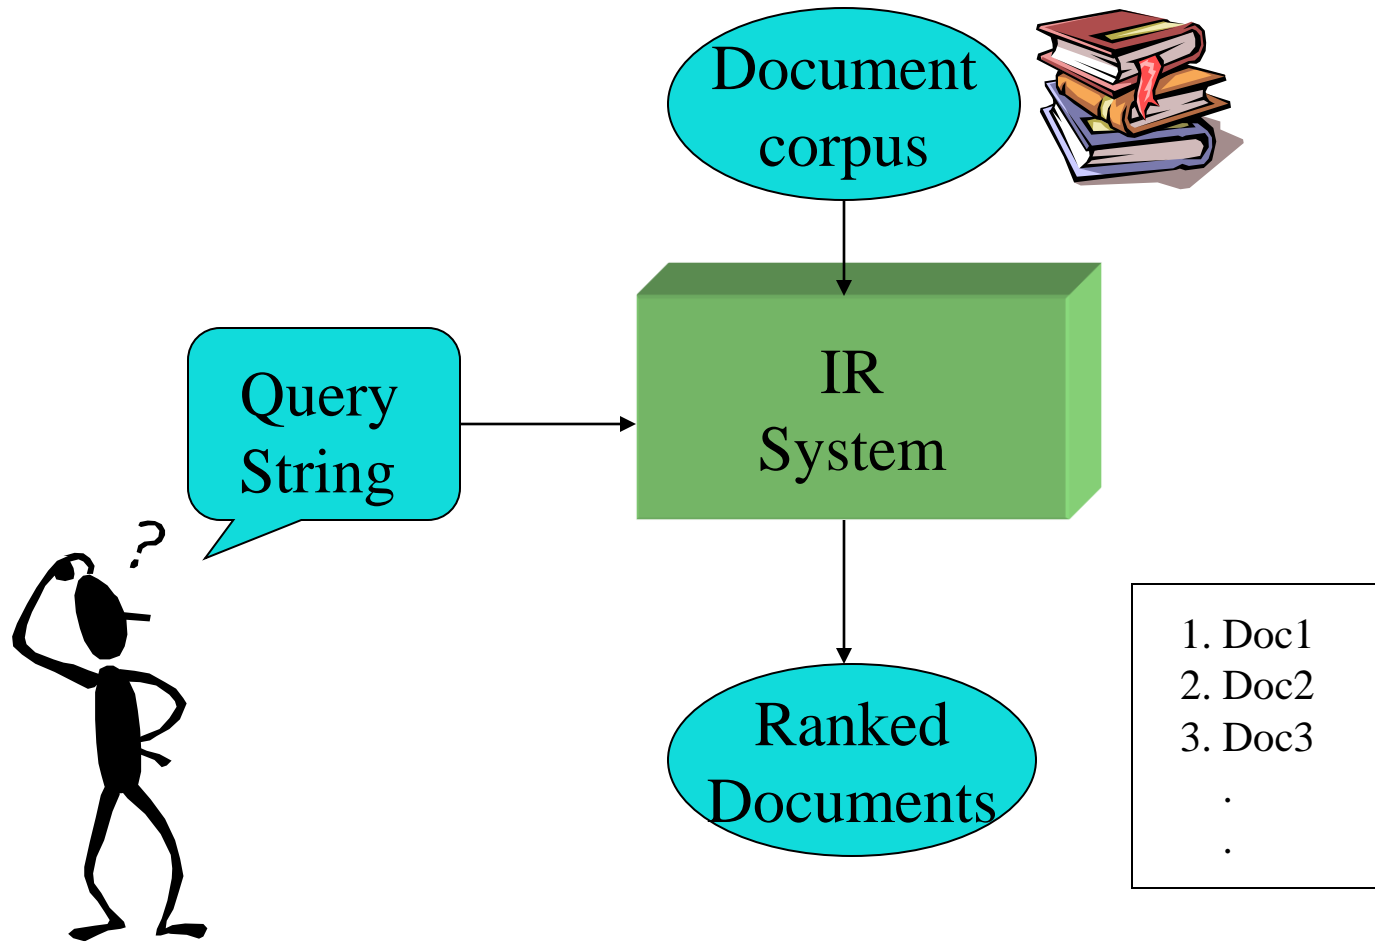 Document
corpus
IR
System
Query
String
?
Ranked
Documents
1. Doc1
2. Doc2
3. Doc3
.
.